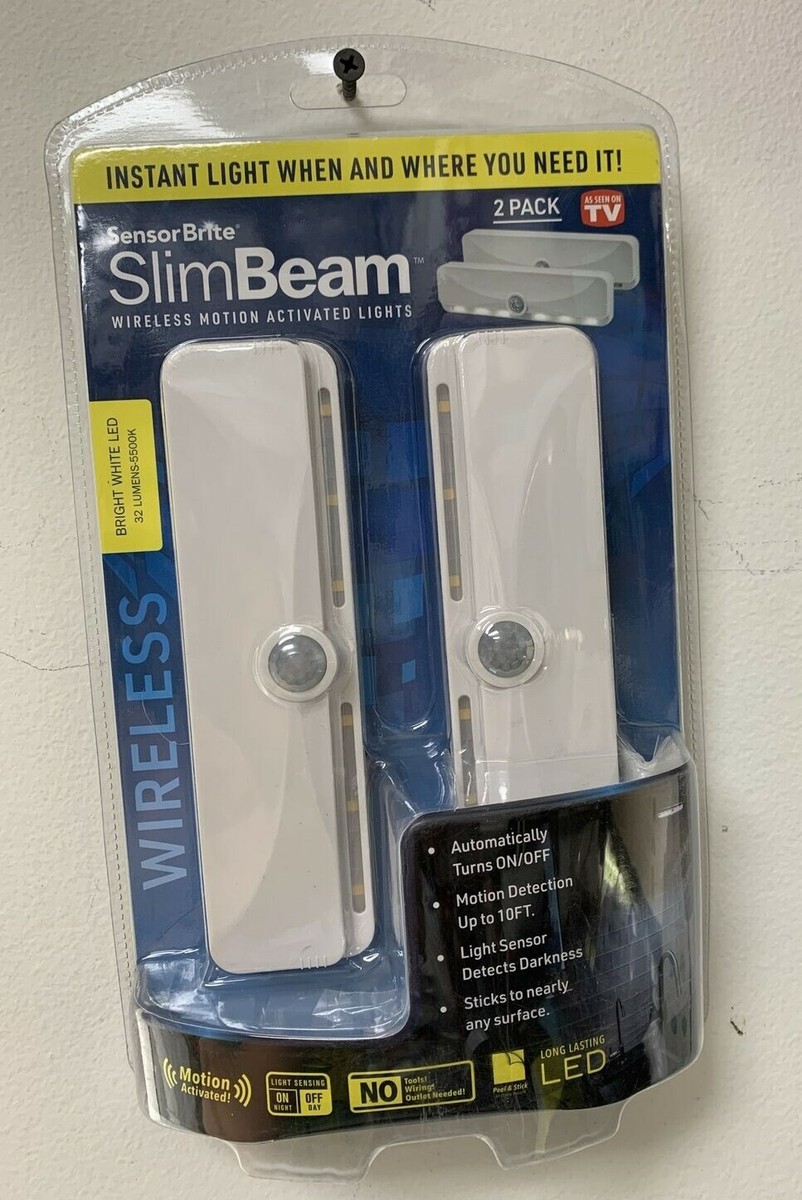 INSTANT LIGHT WHEN AND WHERE YOU NEED IT!
2 PACK
AS SEEN ON
TV
SensorBrite®
SlimBeam™
WIRELESS MOTION ACTIVATED LIGHTS
BRIGHT WHITE LED
32 LUMENS-5500K
WIRELESS
• Automatically
Turns ON/OFF
• Motion Detection
Up to 10FT.
• Light Sensor
Detects Darkness
• Sticks to nearly
any surface.
Motion
Activated!
LIGHT SENSING
ON
NIGHT
OFF
DAY
NO
Tools!
Wiring!
Outlet Needed!
Peel & Stick
LONG LASTING
LED